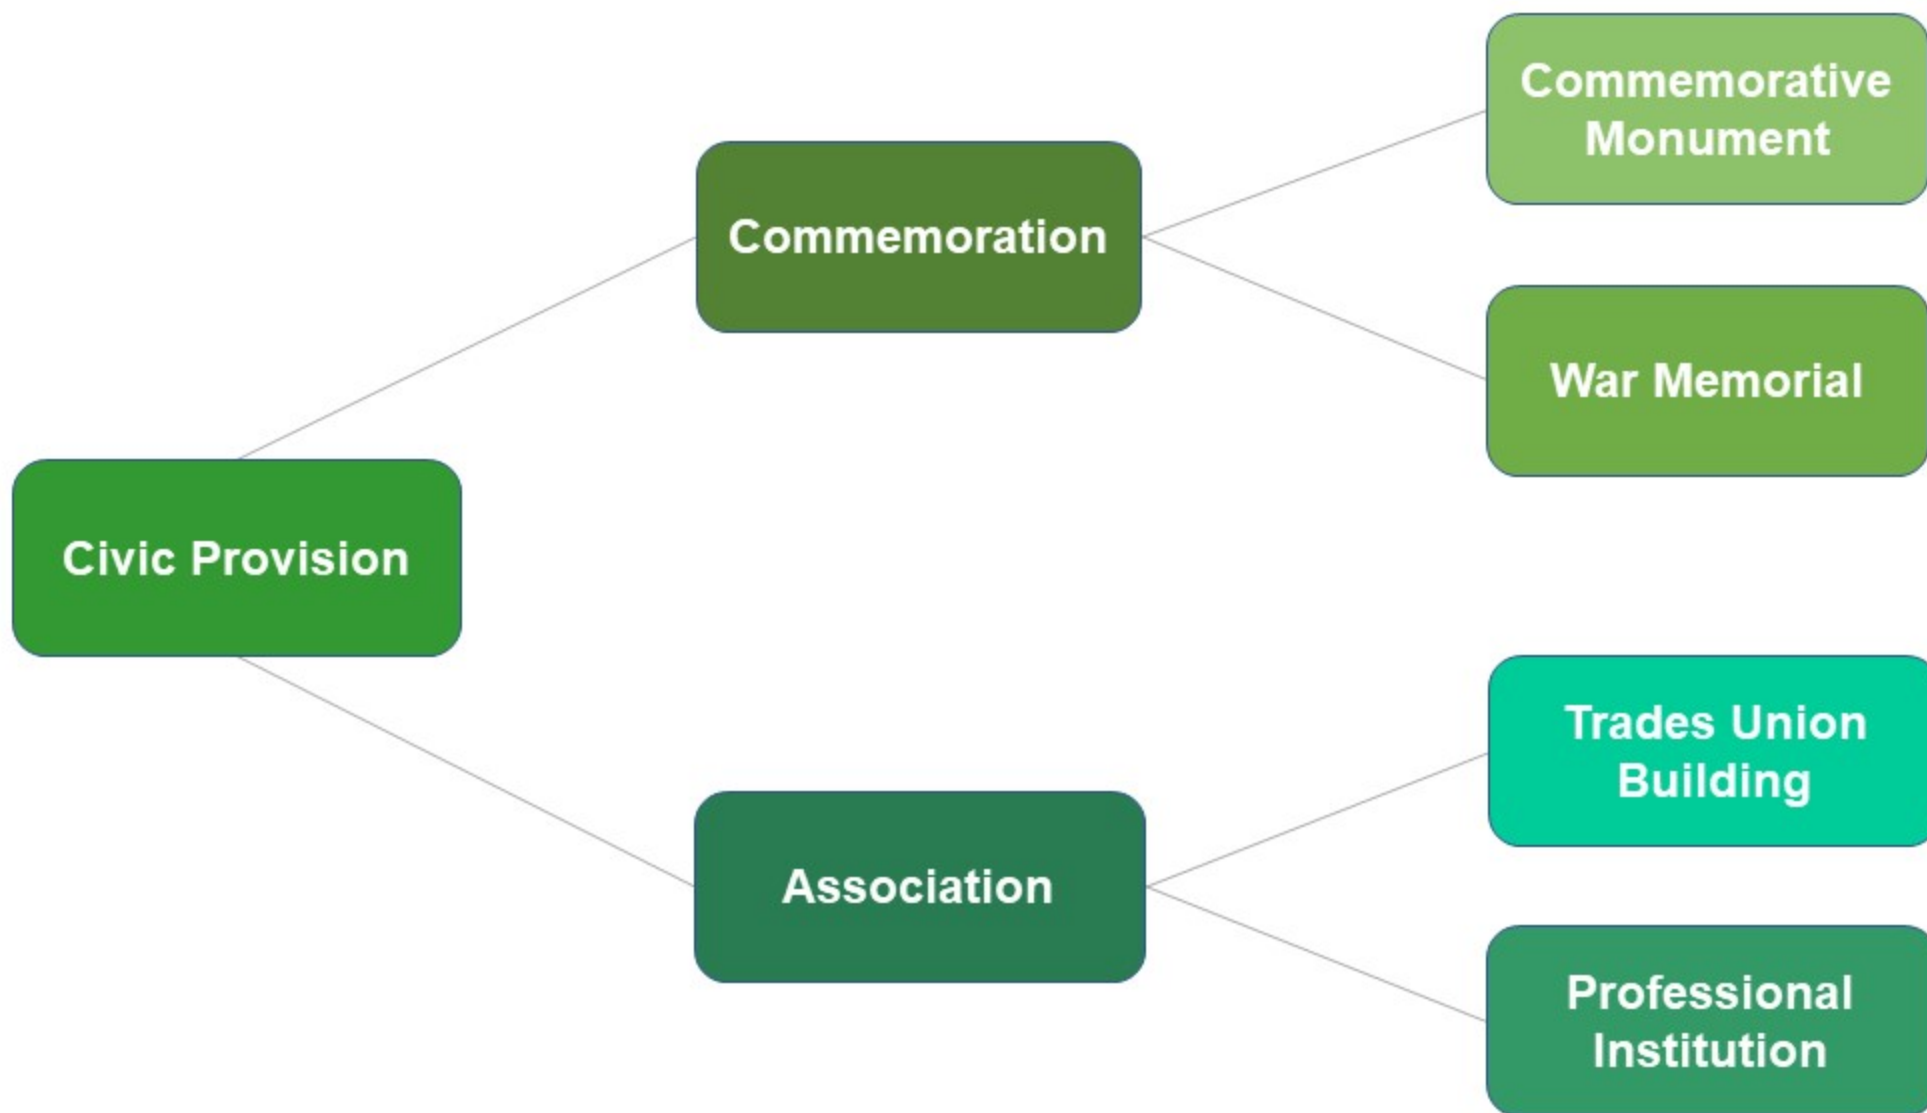 Commemorative
Monument
Commemoration
War Memorial
Civic Provision
Trades Union
Building
Association
Professional
Institution